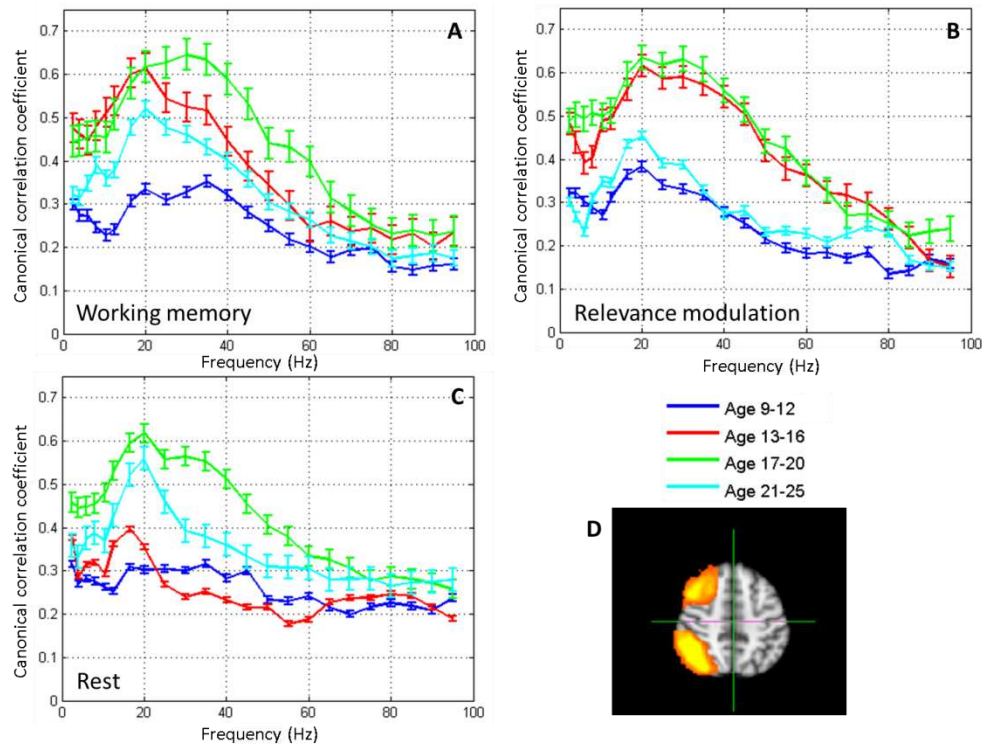 A
Canonical correlation coefficient
0.7
0.6
0.5
0.4
0.3
0.2
0.1
0 20 40 60 80 100
Frequency (Hz)
Working memory
B
Canonical correlation coefficient
0.7
0.6
0.5
0.4
0.3
0.2
0.1
0 20 40 60 80 100
Frequency (Hz)
Relevance modulation
C
Canonical correlation coefficient
0.7
0.6
0.5
0.4
0.3
0.2
0.1
0
0 20 40 60 80 100
Frequency (Hz)
Rest
Age 9-12
Age 13-16
Age 17-20
Age 21-25
D